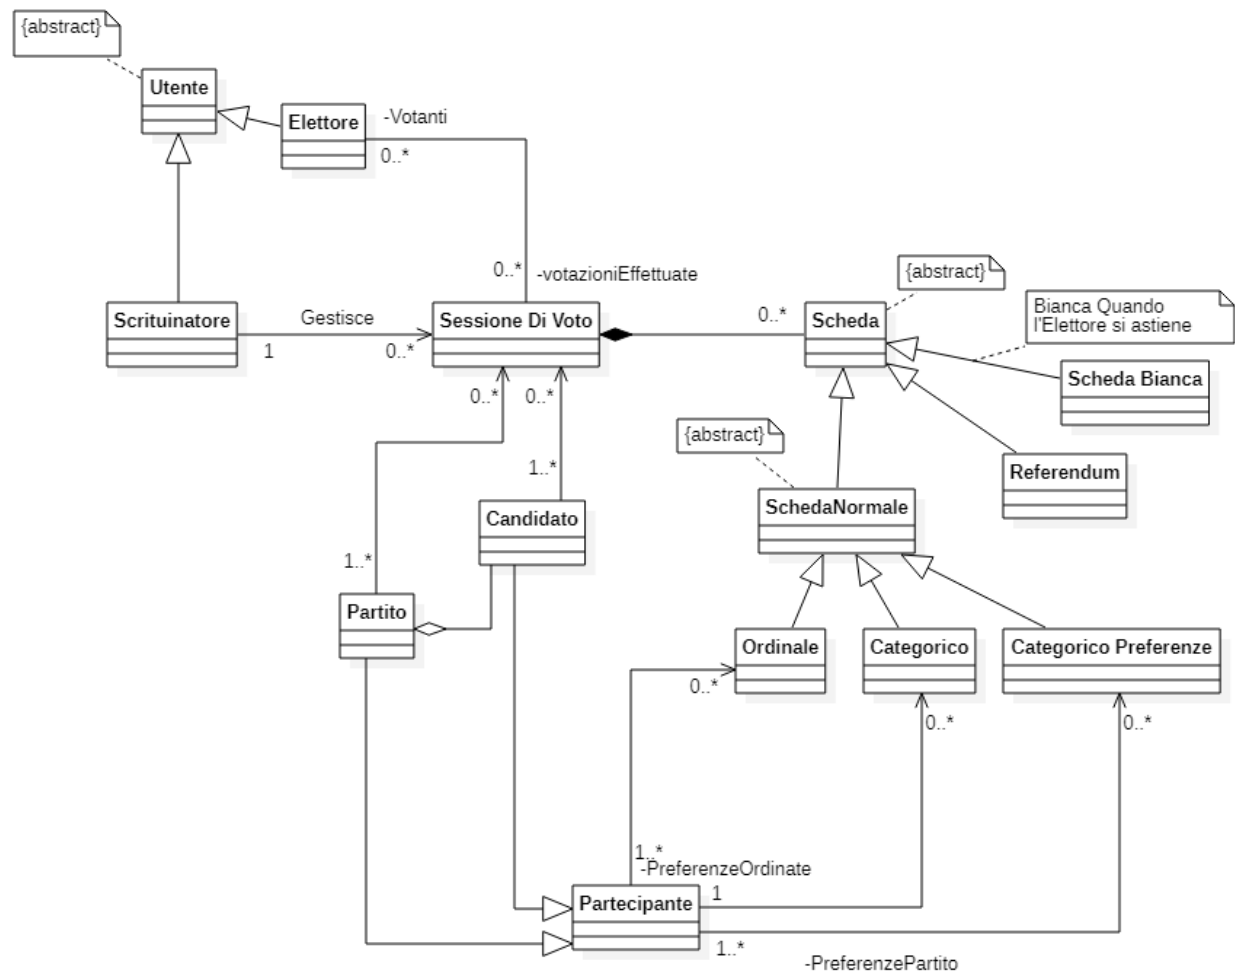 {abstract}
Utente
Elettore
-Votanti
0..*
0..*
-votazioniEffettuate
{abstract}
Bianca Quando
l'Elettore si astiene
Scrituinatore
Gestisce
1
0..*
Sessione Di Voto
0..*
Scheda
Scheda Bianca
0..*
0..*
{abstract}
1..*
Referendum
Candidato
SchedaNormale
1..*
Partito
Ordinale
Categorico
Categorico Preferenze
0..*
0..*
0..*
1..*
-PreferenzeOrdinate
Partecipante
1
1..*
-PreferenzePartito